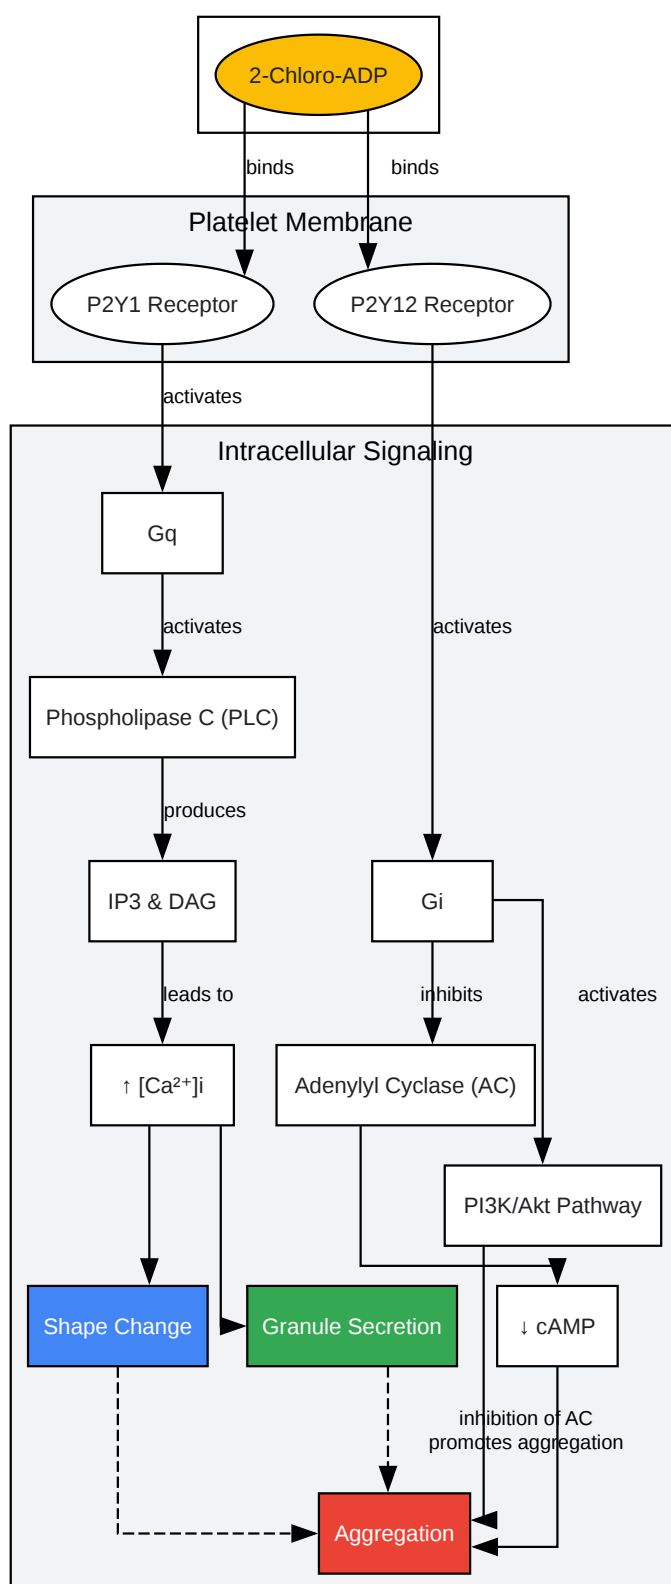 2-Chloro-ADP
binds
binds
Platelet Membrane
P2Y1 Receptor
P2Y12 Receptor
activates
Intracellular Signaling
Gq
activates
activates
Phospholipase C (PLC)
produces
IP3 & DAG
Gi
leads to
inhibits
activates
↑ [Ca²⁺]i
Adenylyl Cyclase (AC)
PI3K/Akt Pathway
Shape Change
Granule Secretion
↓ cAMP
inhibition of AC
promotes aggregation
Aggregation